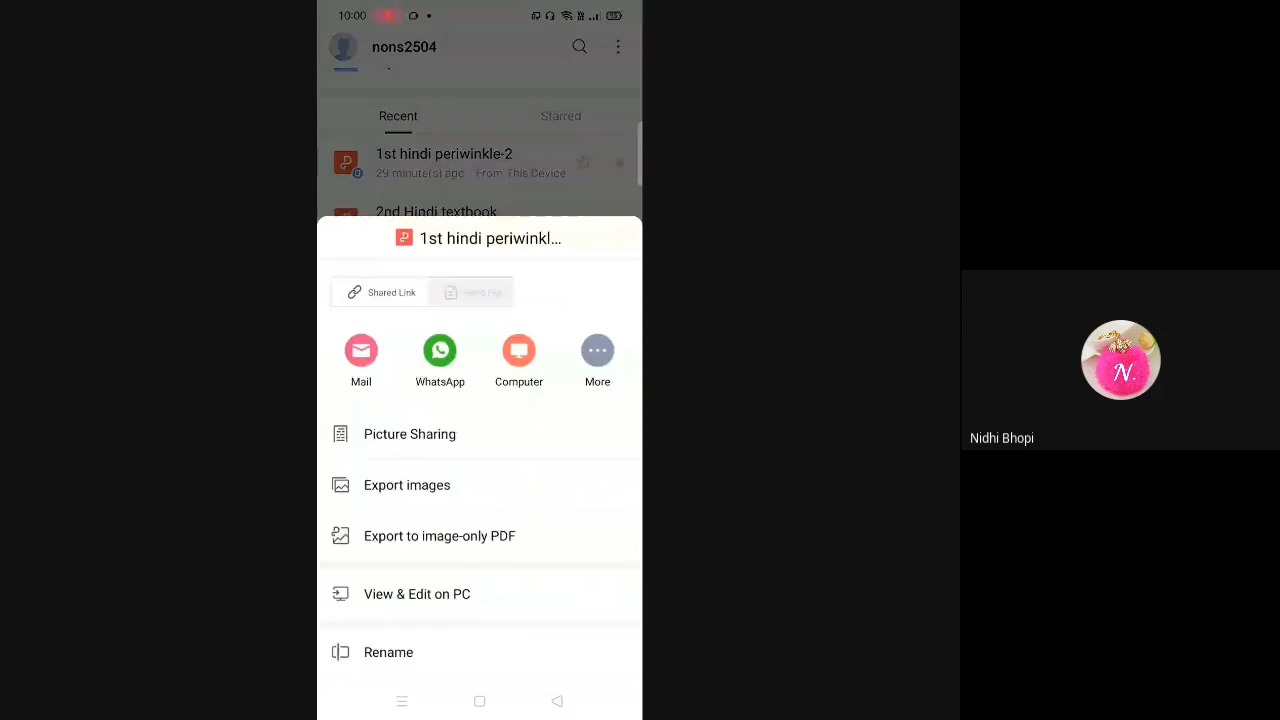 10:00
nons2504
Recent
Starred
1st hindi periwinkle-2
29 minute(s) ago
From This Device
2nd Hindi textbook
1st hindi periwinkl...
Shared Link
Send File
Mail
WhatsApp
Computer
More
Picture Sharing
Export images
Export to image-only PDF
View & Edit on PC
Rename
N.
Nidhi Bhopi